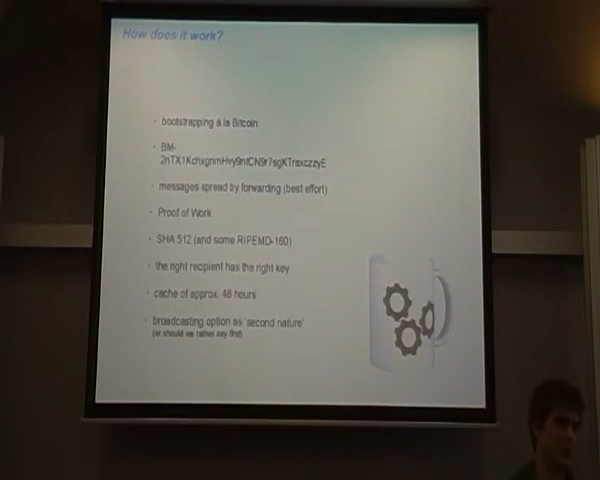 How does it work?
- bootstrapping à la Bitcoin
- BM-
- messages spread by forwarding (best effort)
- Proof of Work
- SHA 512 (and some RIPEMD-160)
- the right recipient has the right key
- cache of approx. 48 hours
- broadcasting option as 'second nature'
(or should we rather say first)